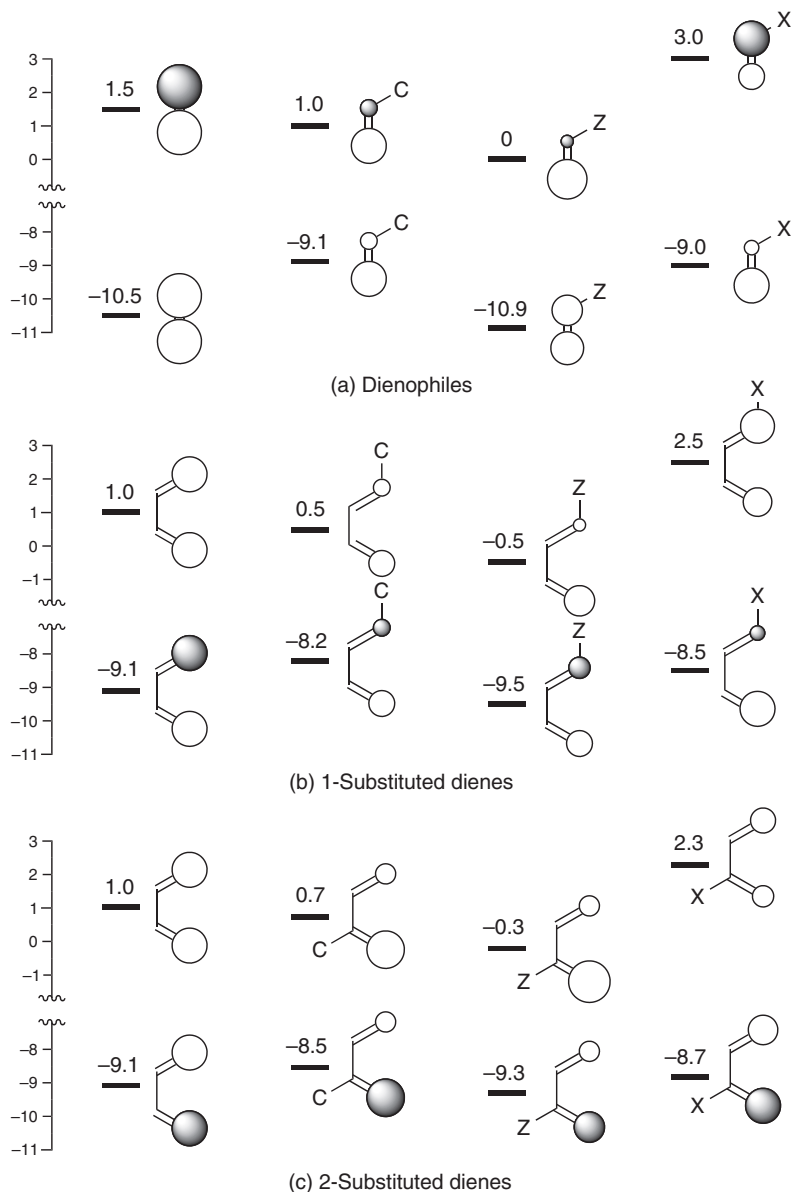 3
2
1
0
–8
–9
–10
–11
1.5
1.0
C
0
Z
3.0
X
–10.5
–9.1
C
–10.9
Z
–9.0
X
(a) Dienophiles
3
2
1
0
–1
–8
–9
–10
–11
1.0
0.5
C
–0.5
Z
2.5
X
–9.1
–8.2
C
–9.5
Z
–8.5
X
(b) 1-Substituted dienes
3
2
1
0
–1
–8
–9
–10
–11
1.0
0.7
C
–0.3
Z
2.3
X
–9.1
–8.5
C
–9.3
Z
–8.7
X
(c) 2-Substituted dienes